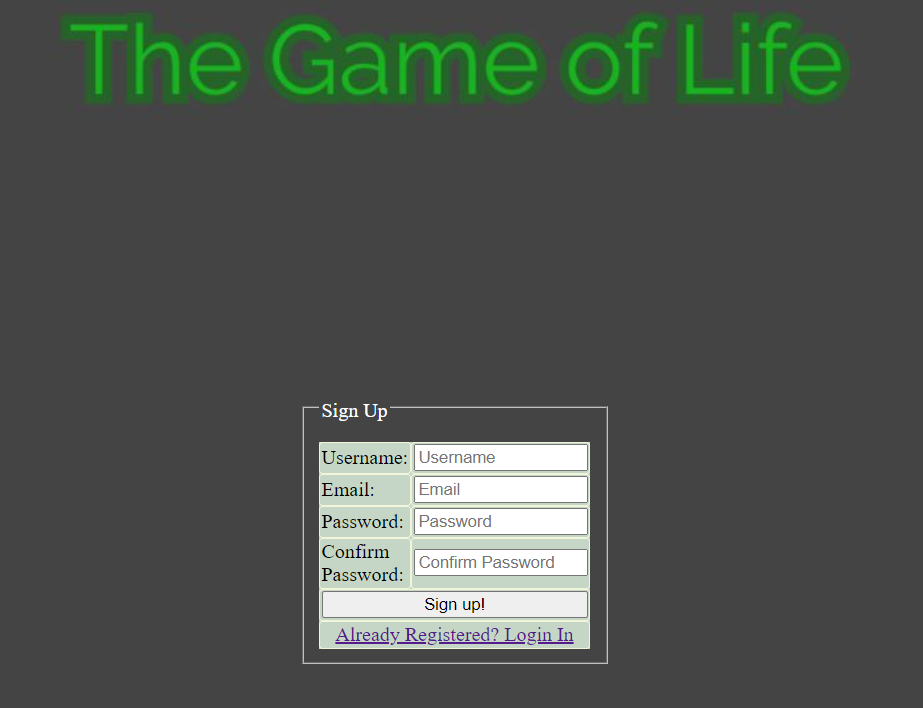 The Game of Life
Sign Up
Username: Username
Email: Email
Password: Password
Confirm
Password: Confirm Password
Sign up!
Already Registered? Login In